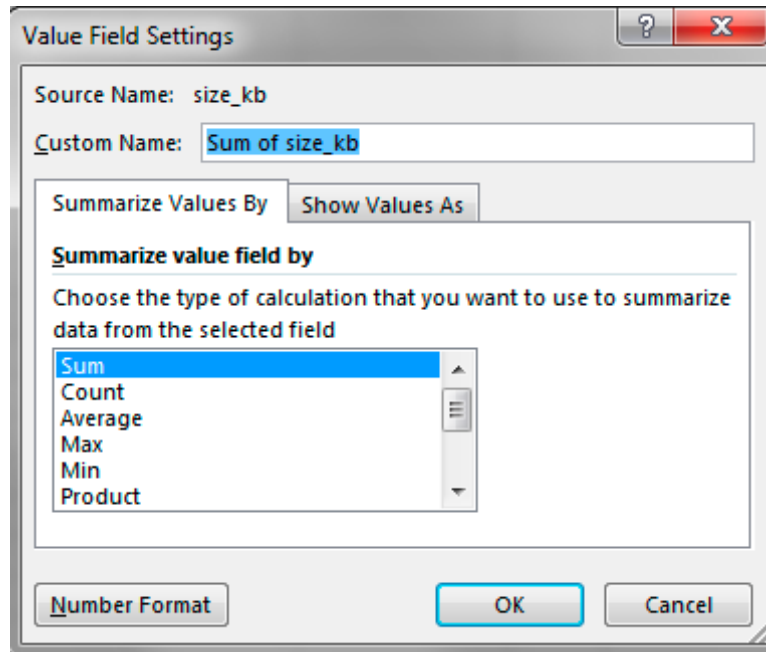 Value Field Settings
?
Source Name: size_kb
Custom Name: Sum of size_kb
Summarize Values By Show Values As
Summarize value field by
Choose the type of calculation that you want to use to summarize
data from the selected field
Sum
Count
Average
Max
Min
Product
Number Format OK Cancel